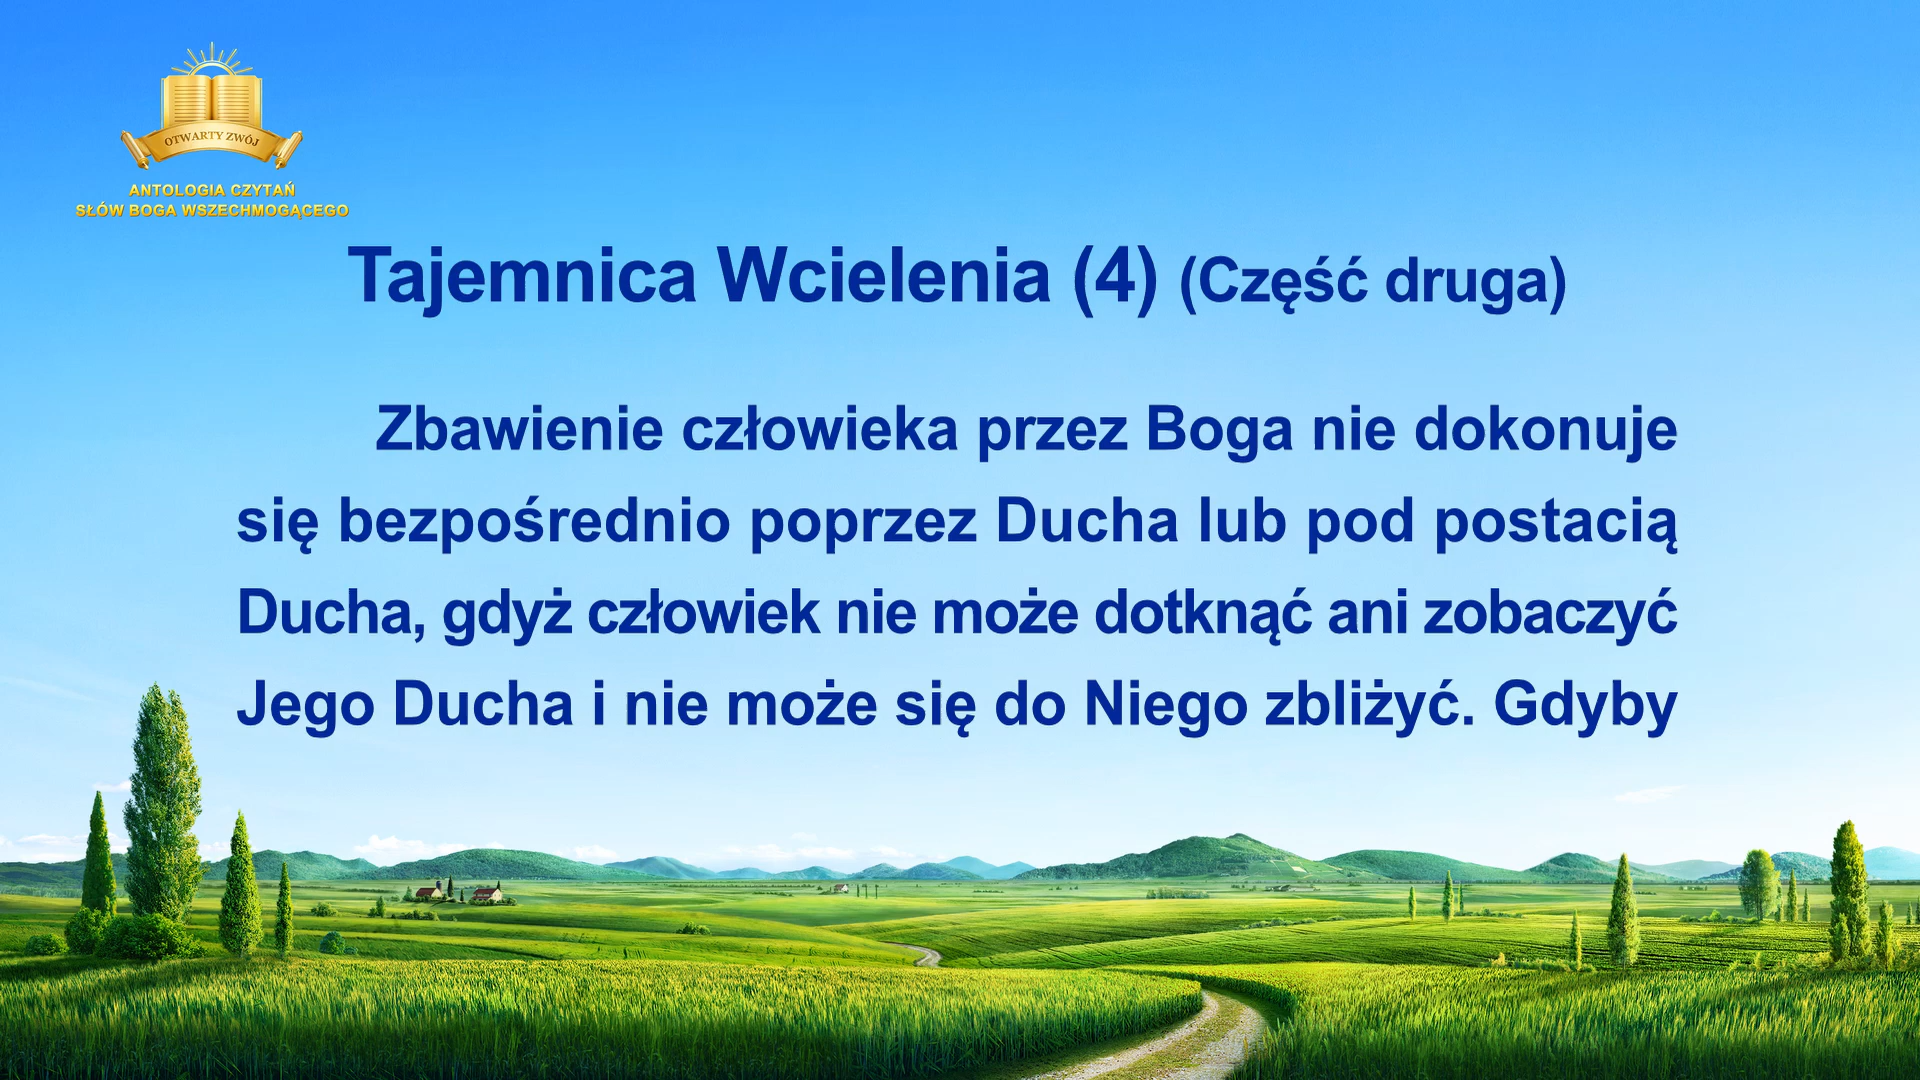 OTWARTY ZWÓJ
ANTOLOGIA CZYTAŃ
SŁÓW BOGA WSZECHMOGĄCEGO
Tajemnica Wcielenia (4) (Część druga)
Zbawienie człowieka przez Boga nie dokonuje
się bezpośrednio poprzez Ducha lub pod postacią
Ducha, gdyż człowiek nie może dotknąć ani zobaczyć
Jego Ducha i nie może się do Niego zbliżyć. Gdyby